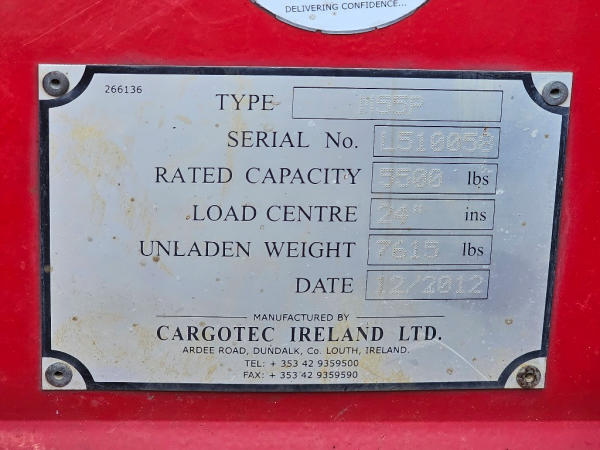 DELIVERING CONFIDENCE...
266136
TYPE M55P
SERIAL No. L510058
RATED CAPACITY 5500 lbs
LOAD CENTRE 24" ins
UNLADEN WEIGHT 7615 lbs
DATE 12/2012
MANUFACTURED BY
CARGOTEC IRELAND LTD.
ARDEE ROAD, DUNDALK, Co. LOUTH, IRELAND.
TEL: + 353 42 9359500
FAX: + 353 42 9359590